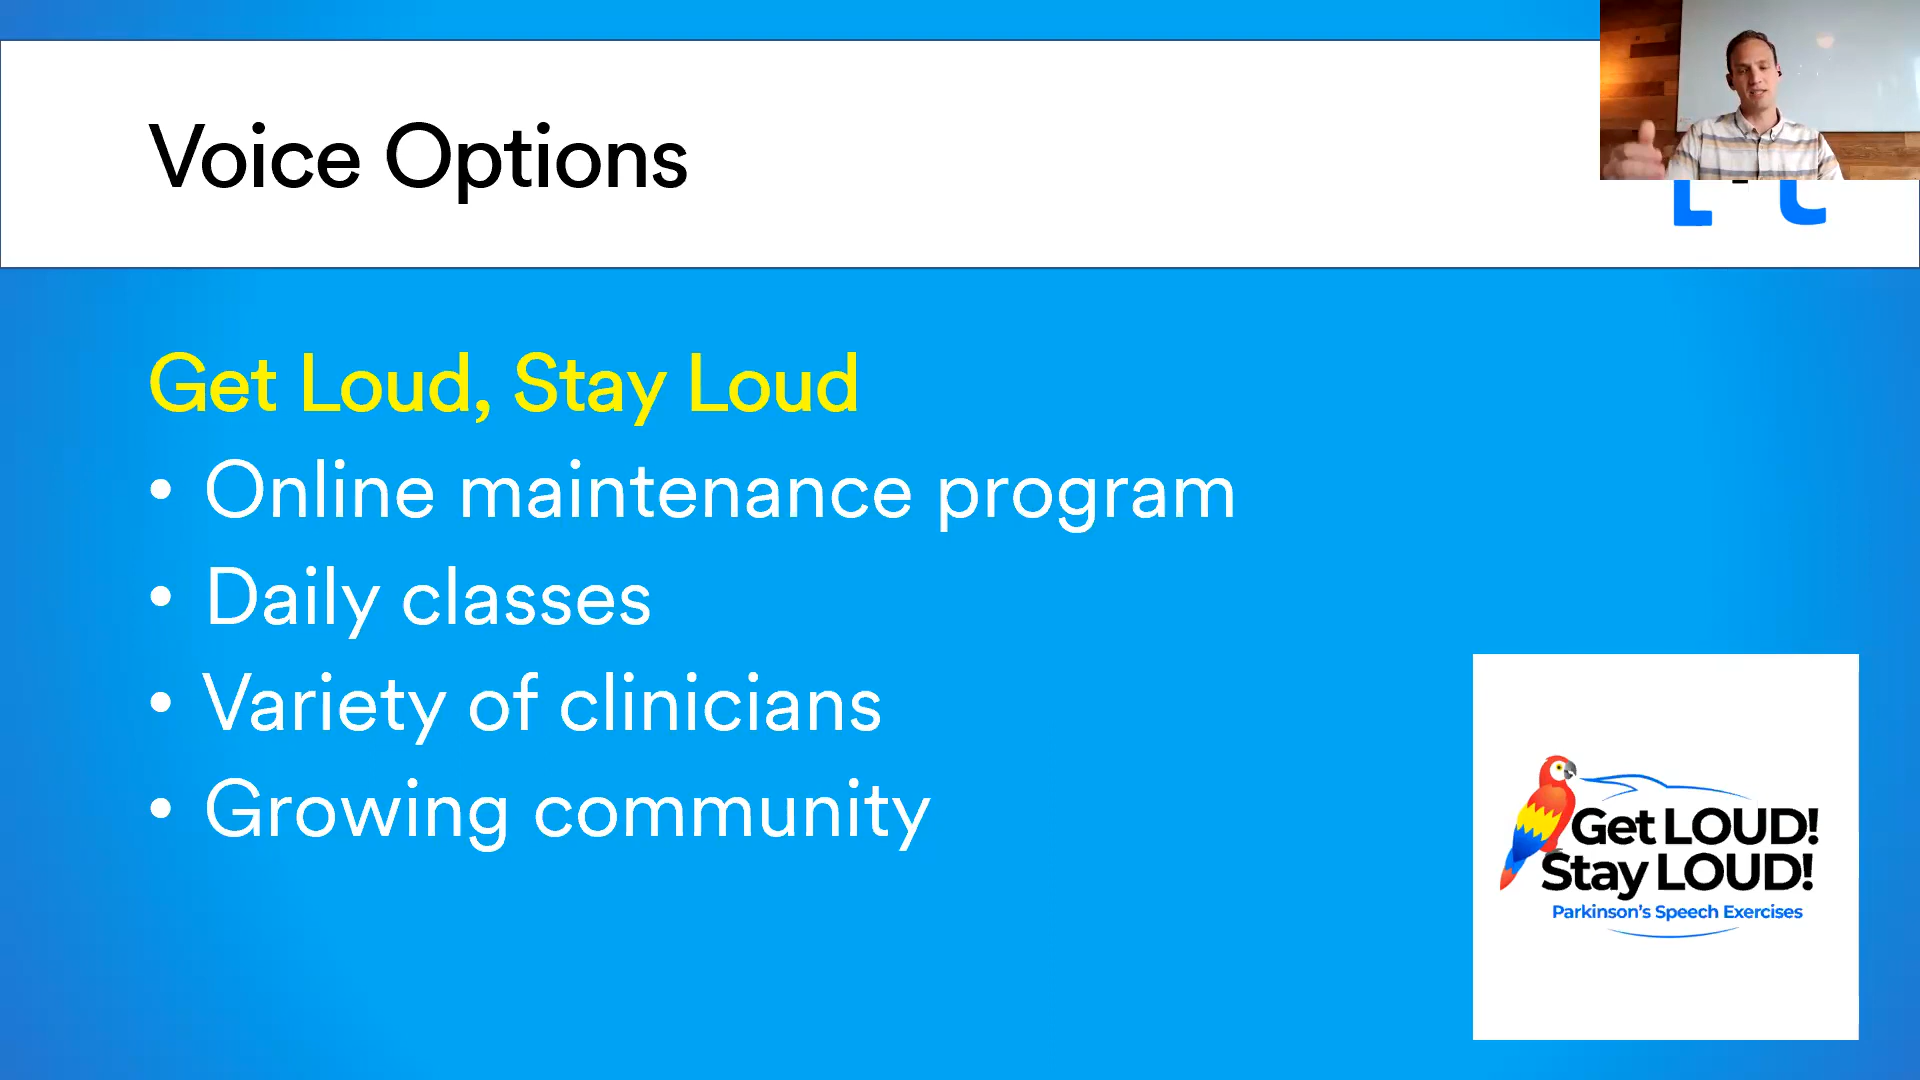 Voice Options
Get Loud, Stay Loud
• Online maintenance program
• Daily classes
• Variety of clinicians
• Growing community
Get LOUD!
Stay LOUD!
Parkinson's Speech Exercises